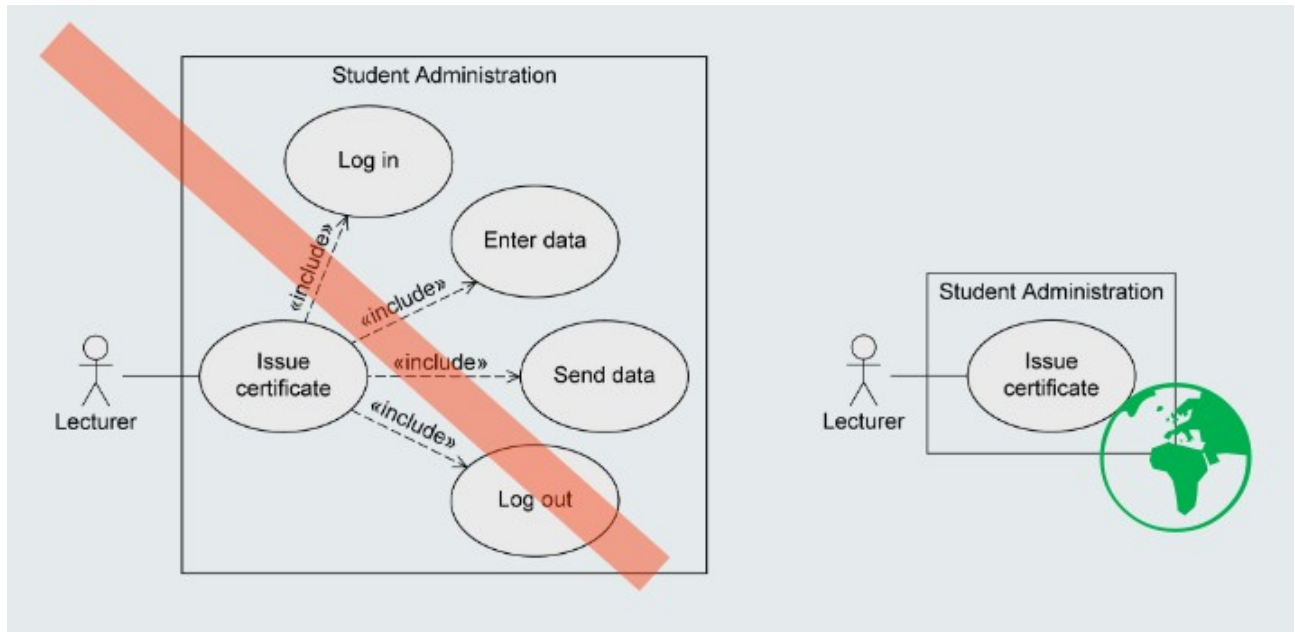 Student Administration
Log in
Enter data
«include»
«include»
Issue
certificate
«include»
Send data
Lecturer
«include»
Log out
Student Administration
Issue
certificate
Lecturer